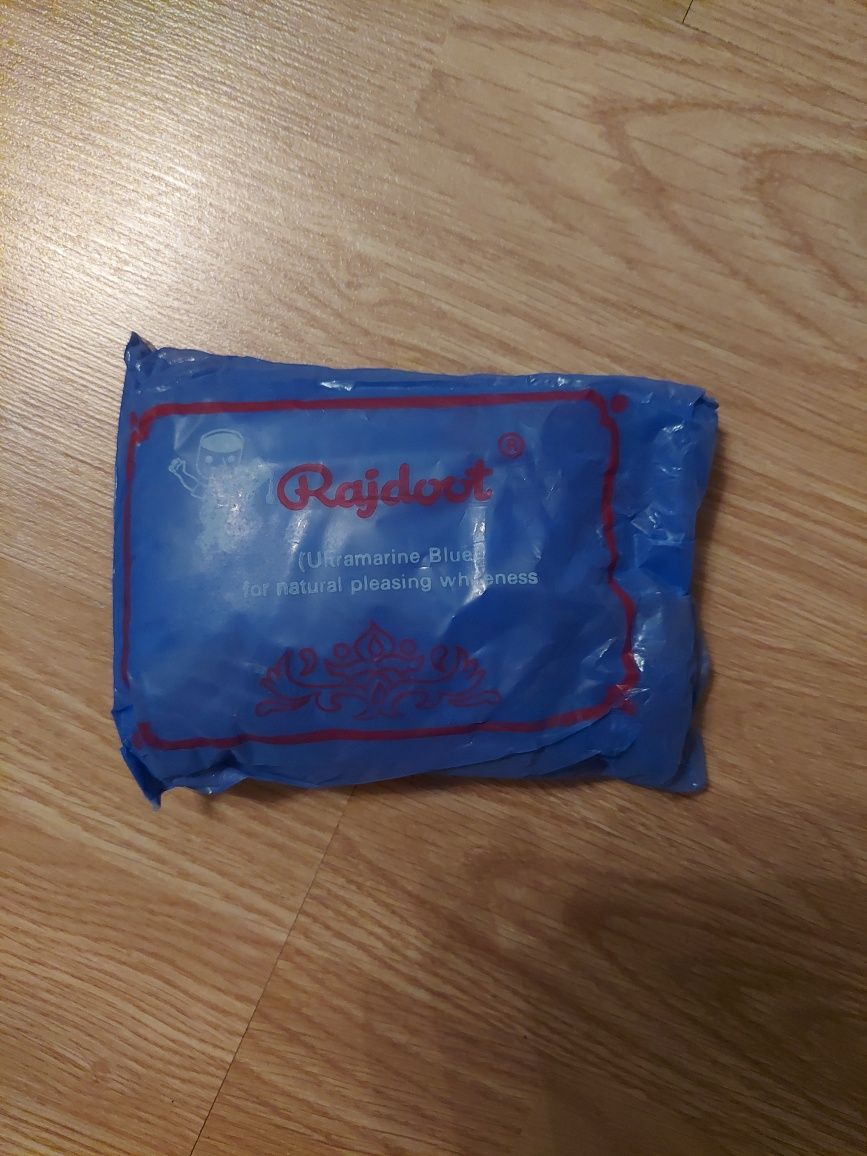 Rajdoot ®
(Ultramarine Blue)
for natural pleasing whiteness